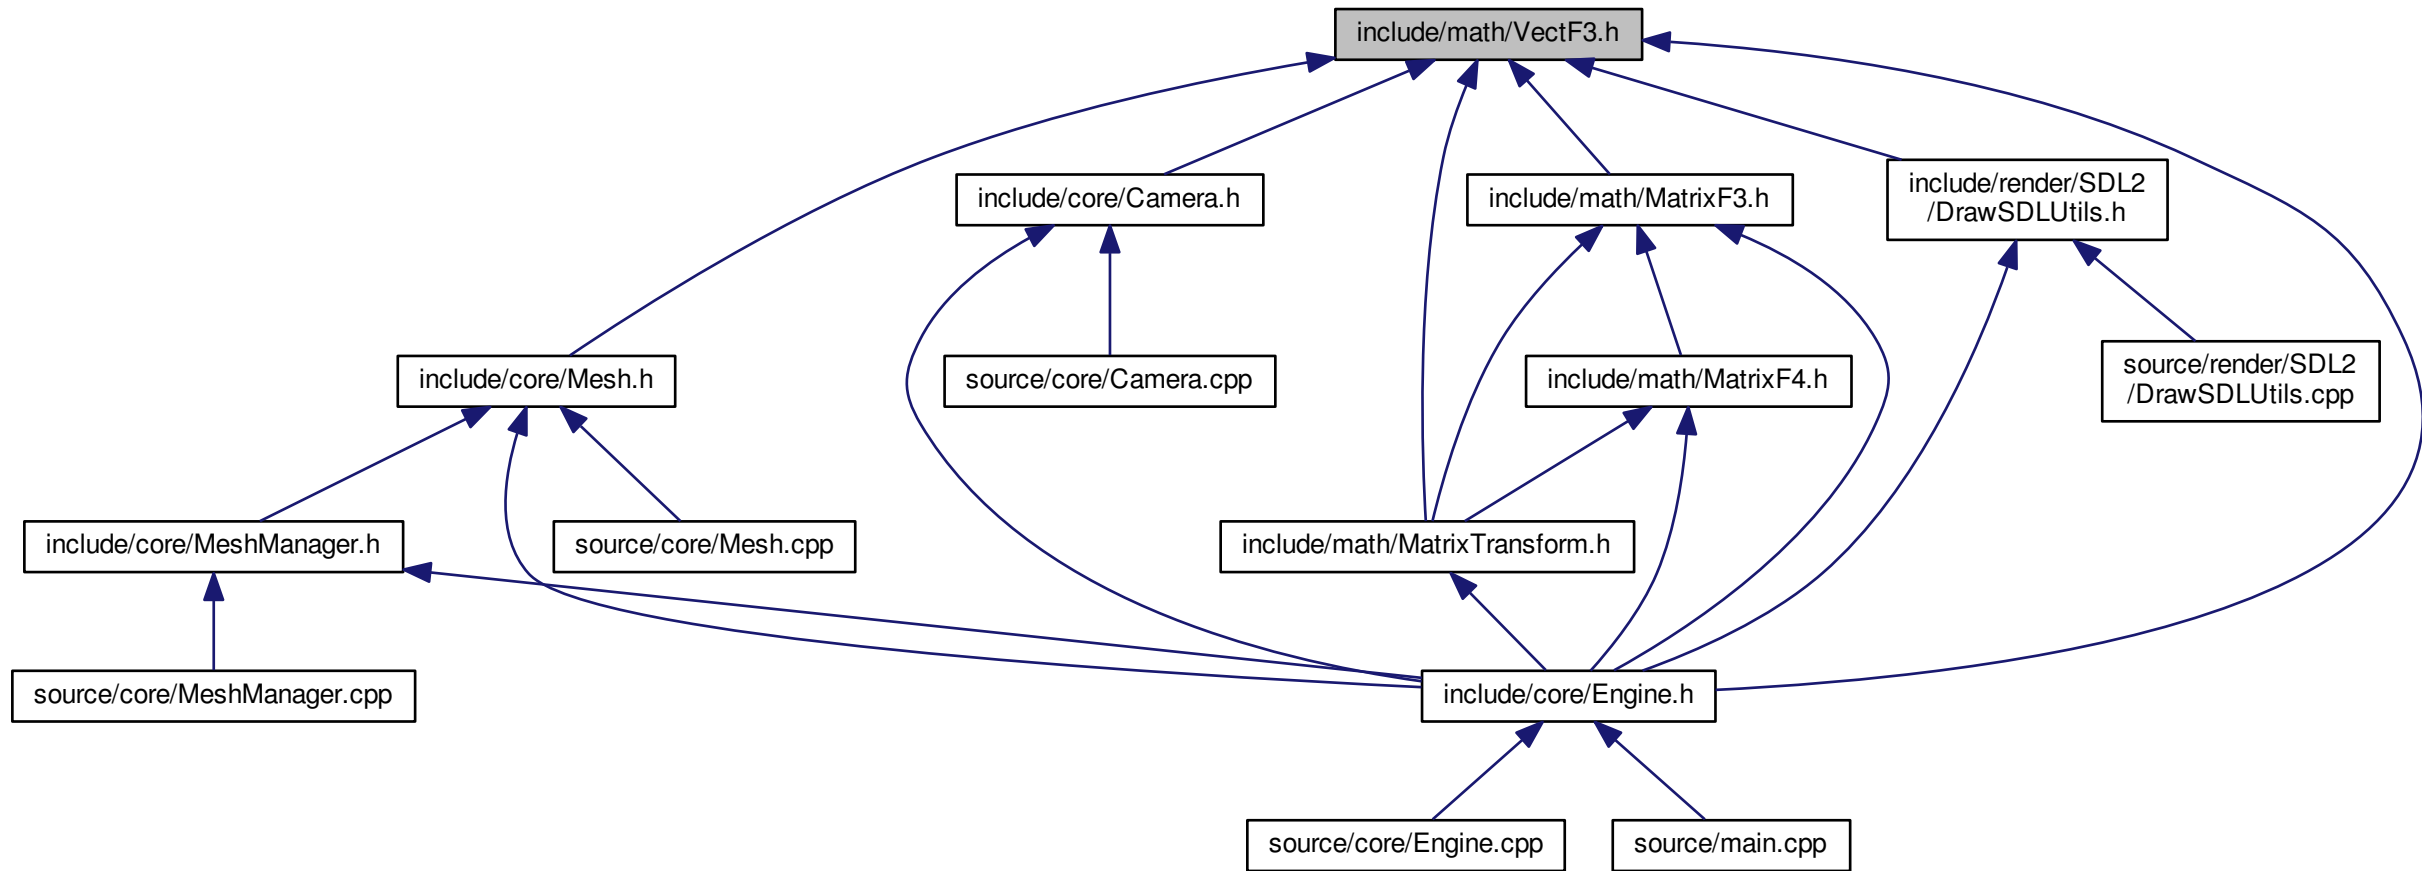 include/math/VectF3.h
include/core/Camera.h
include/math/MatrixF3.h
include/render/SDL2
/DrawSDLUtils.h
include/core/Mesh.h
source/core/Camera.cpp
include/math/MatrixF4.h
source/render/SDL2
/DrawSDLUtils.cpp
include/core/MeshManager.h
source/core/Mesh.cpp
include/math/MatrixTransform.h
source/core/MeshManager.cpp
include/core/Engine.h
source/core/Engine.cpp
source/main.cpp